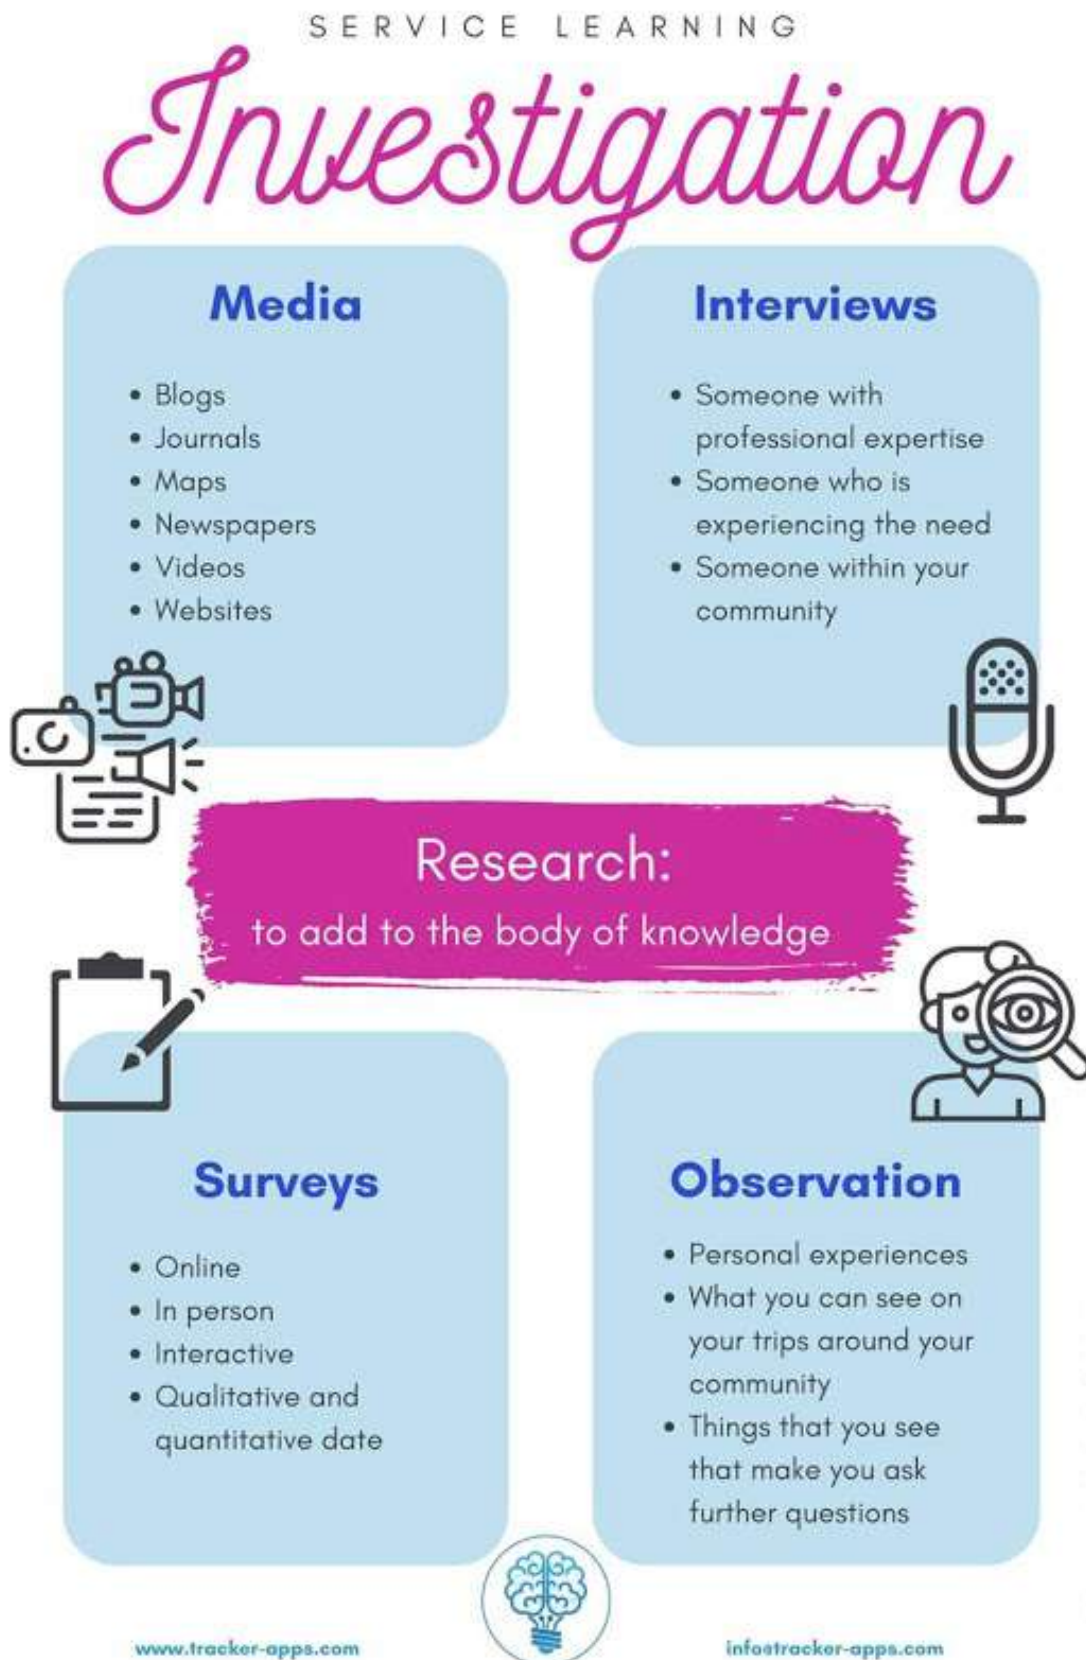 SERVICE LEARNING
Investigation
Media
• Blogs
• Journals
• Maps
• Newspapers
• Videos
• Websites
Interviews
• Someone with
professional expertise
• Someone who is
experiencing the need
• Someone within your
community
Research:
to add to the body of knowledge
Surveys
• Online
• In person
• Interactive
• Qualitative and
quantitative date
Observation
• Personal experiences
• What you can see on
your trips around your
community
• Things that you see
that make you ask
further questions
www.tracker-apps.com
infostracker-apps.com